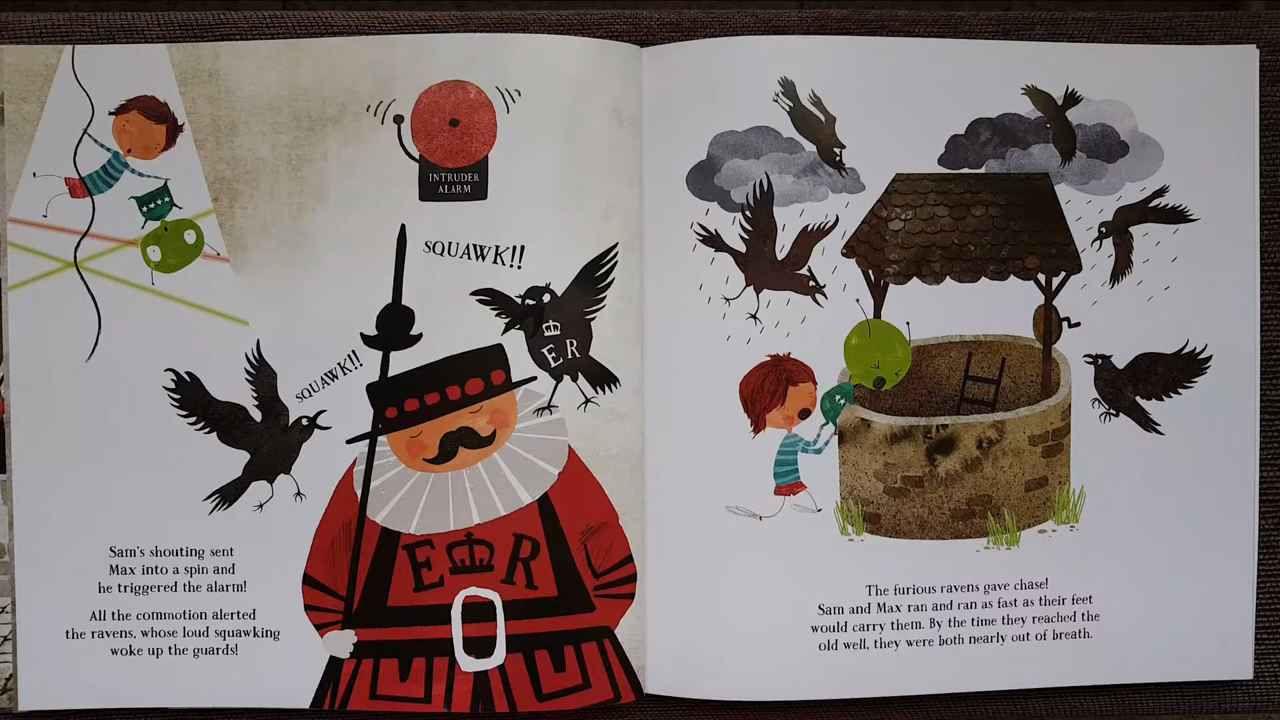 INTRUDER
ALARM
SQUAWK!!
SQUAWK!!
E R
E R
Sam's shouting sent
Max into a spin and
he triggered the alarm!
All the commotion alerted
the ravens, whose loud squawking
woke up the guards!
The furious ravens gave chase!
Sam and Max ran and ran as fast as their feet
would carry them. By the time they reached the
old well, they were both nearly out of breath.